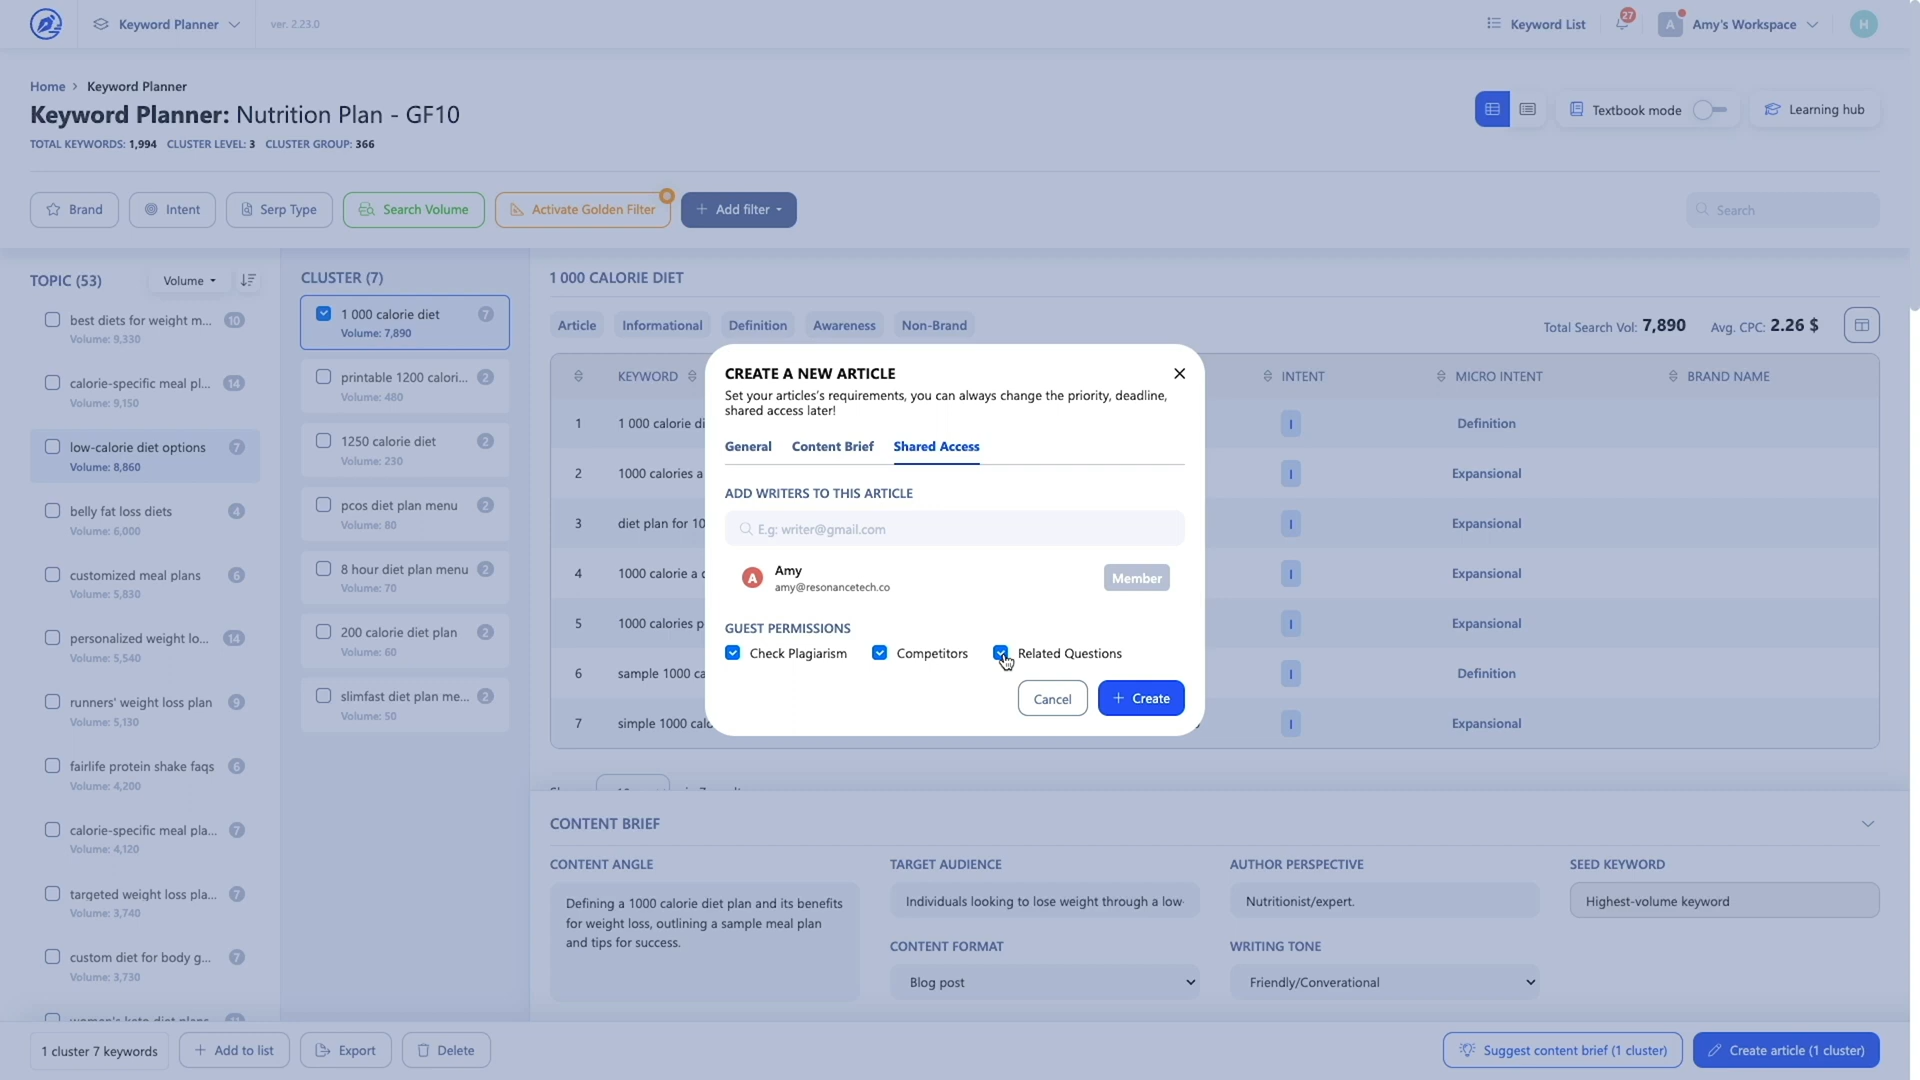 Keyword Planner
ver. 2.23.0
Keyword List
27
A
Amy's Workspace
H
Home > Keyword Planner
Keyword Planner: Nutrition Plan - GF10
TOTAL KEYWORDS: 1,994 CLUSTER LEVEL: 3 CLUSTER GROUP: 366
Textbook mode
Learning hub
Brand
Intent
Serp Type
Search Volume
Activate Golden Filter
+ Add filter
Search
TOPIC (53)
Volume
best diets for weight m... 10
Volume: 9,330
calorie-specific meal pl... 14
Volume: 9,150
low-calorie diet options 7
Volume: 8,860
belly fat loss diets 4
Volume: 6,000
customized meal plans 6
Volume: 5,830
personalized weight lo... 14
Volume: 5,540
runners' weight loss plan 9
Volume: 5,130
fairlife protein shake faqs 6
Volume: 4,200
calorie-specific meal pla... 7
Volume: 4,120
targeted weight loss pla... 7
Volume: 3,740
custom diet for body g... 7
Volume: 3,730
women's keto diet plans
CLUSTER (7)
1 000 calorie diet 7
Volume: 7,890
printable 1200 calori... 2
Volume: 480
1250 calorie diet 2
Volume: 230
pcos diet plan menu 2
Volume: 80
8 hour diet plan menu 2
Volume: 70
200 calorie diet plan 2
Volume: 60
slimfast diet plan me... 2
Volume: 50
1 000 CALORIE DIET
Article
Informational
Definition
Awareness
Non-Brand
Total Search Vol: 7,890
Avg. CPC: 2.26 $
KEYWORD
INTENT
MICRO INTENT
BRAND NAME
1 1 000 calorie di I Definition
2 1000 calories a I Expansional
3 diet plan for 10 I Expansional
4 1000 calorie a I Expansional
5 1000 calories p I Expansional
6 sample 1000 ca I Definition
7 simple 1000 calo I Expansional
CREATE A NEW ARTICLE
Set your articles's requirements, you can always change the priority, deadline,
shared access later!
General
Content Brief
Shared Access
ADD WRITERS TO THIS ARTICLE
E.g: writer@gmail.com
A
Amy
amy@resonancetech.co
Member
GUEST PERMISSIONS
Check Plagiarism
Competitors
Related Questions
Cancel
+ Create
CONTENT BRIEF
CONTENT ANGLE
Defining a 1000 calorie diet plan and its benefits
for weight loss, outlining a sample meal plan
and tips for success.
TARGET AUDIENCE
Individuals looking to lose weight through a low-
CONTENT FORMAT
Blog post
AUTHOR PERSPECTIVE
Nutritionist/expert.
WRITING TONE
Friendly/Converational
SEED KEYWORD
Highest-volume keyword
1 cluster 7 keywords
+ Add to list
Export
Delete
Suggest content brief (1 cluster)
Create article (1 cluster)